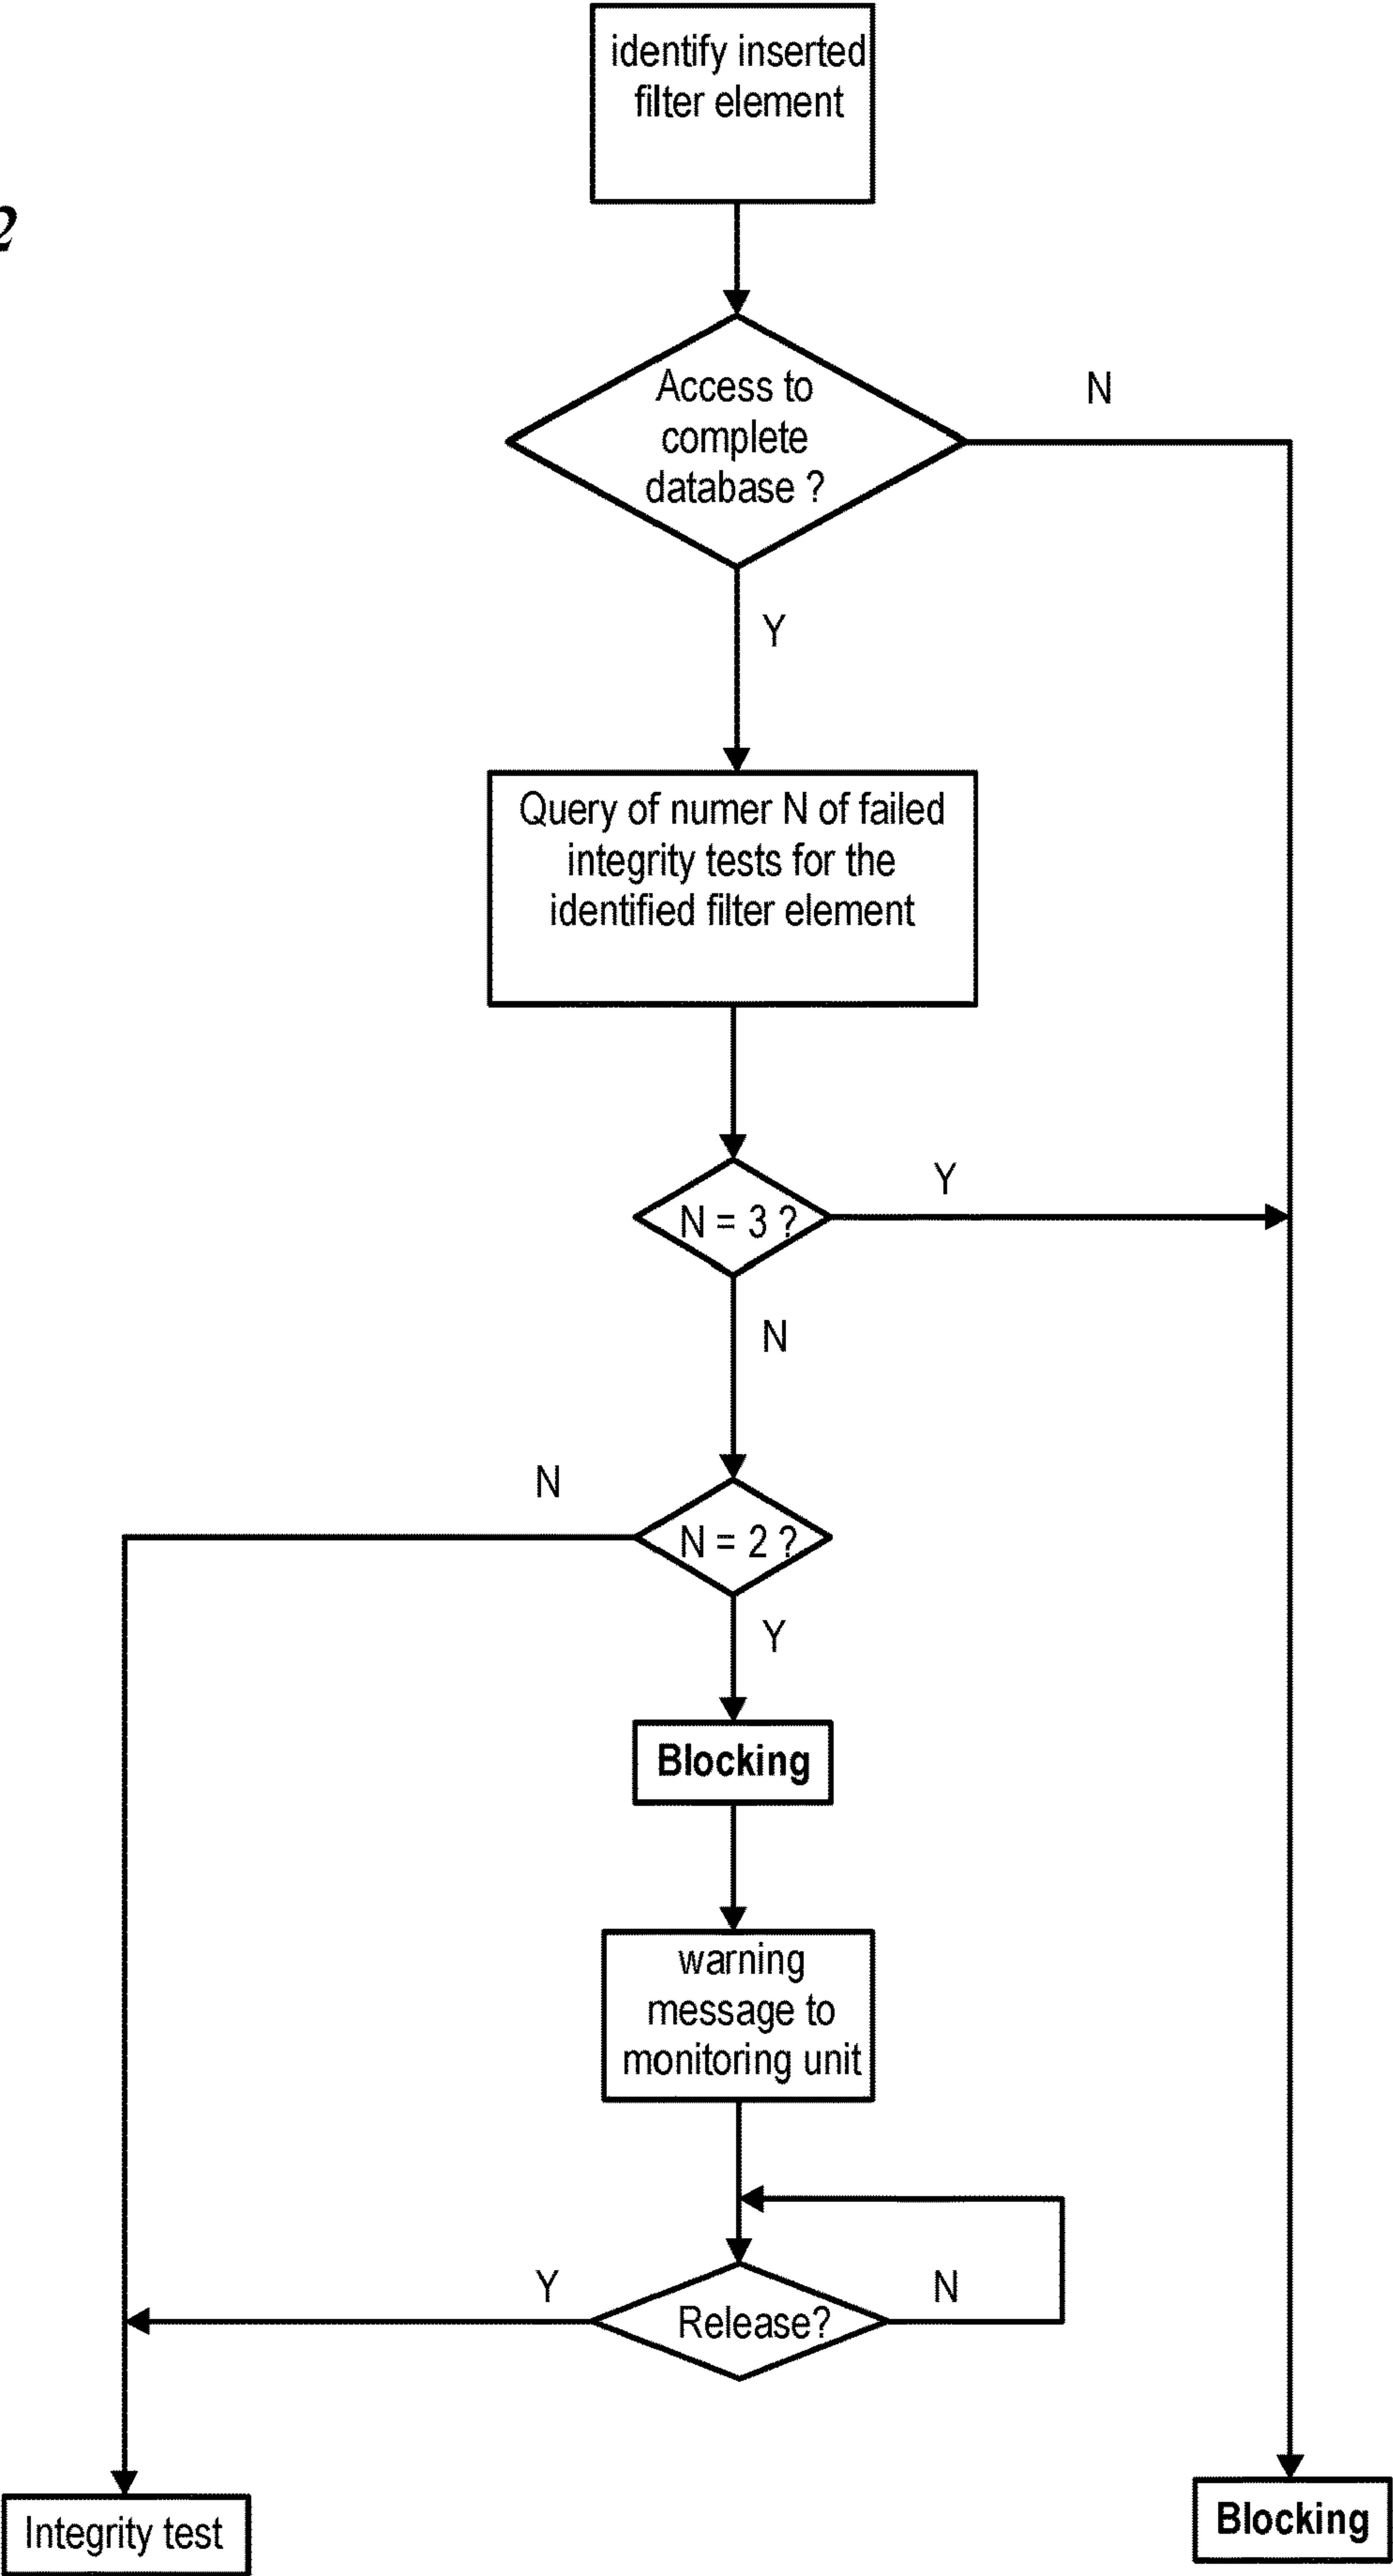 identify inserted
filter element
2
Access to
complete
database ?
N
Y
Query of numer N of failed
integrity tests for the
identified filter element
N = 3 ?
Y
N
N = 2 ?
N
Y
Blocking
warning
message to
monitoring unit
Release?
Y
N
Integrity test
Blocking